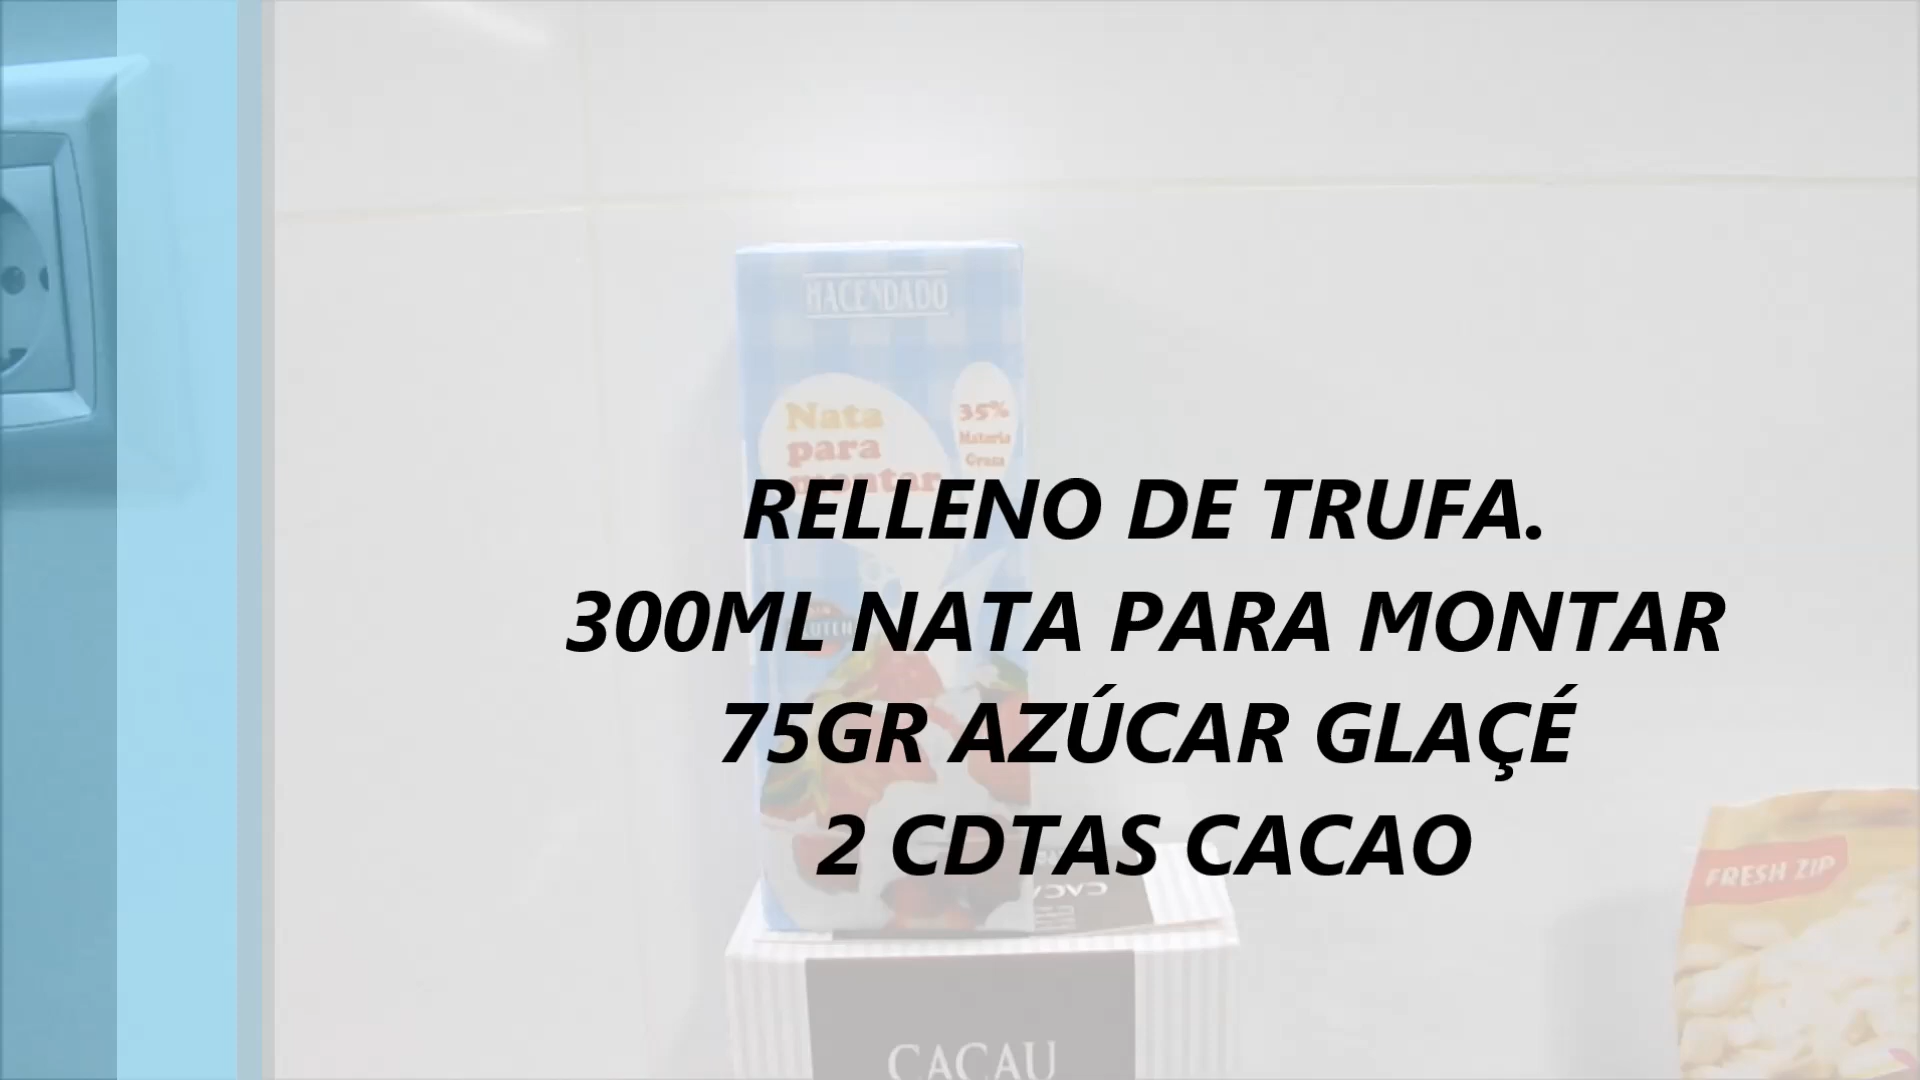 HACENDADO
Nata
para
montar
35%
Materia
Grasa
RELLENO DE TRUFA.
300ML NATA PARA MONTAR
75GR AZÚCAR GLAÇÉ
2 CDTAS CACAO
FRESH ZIP
CACAU